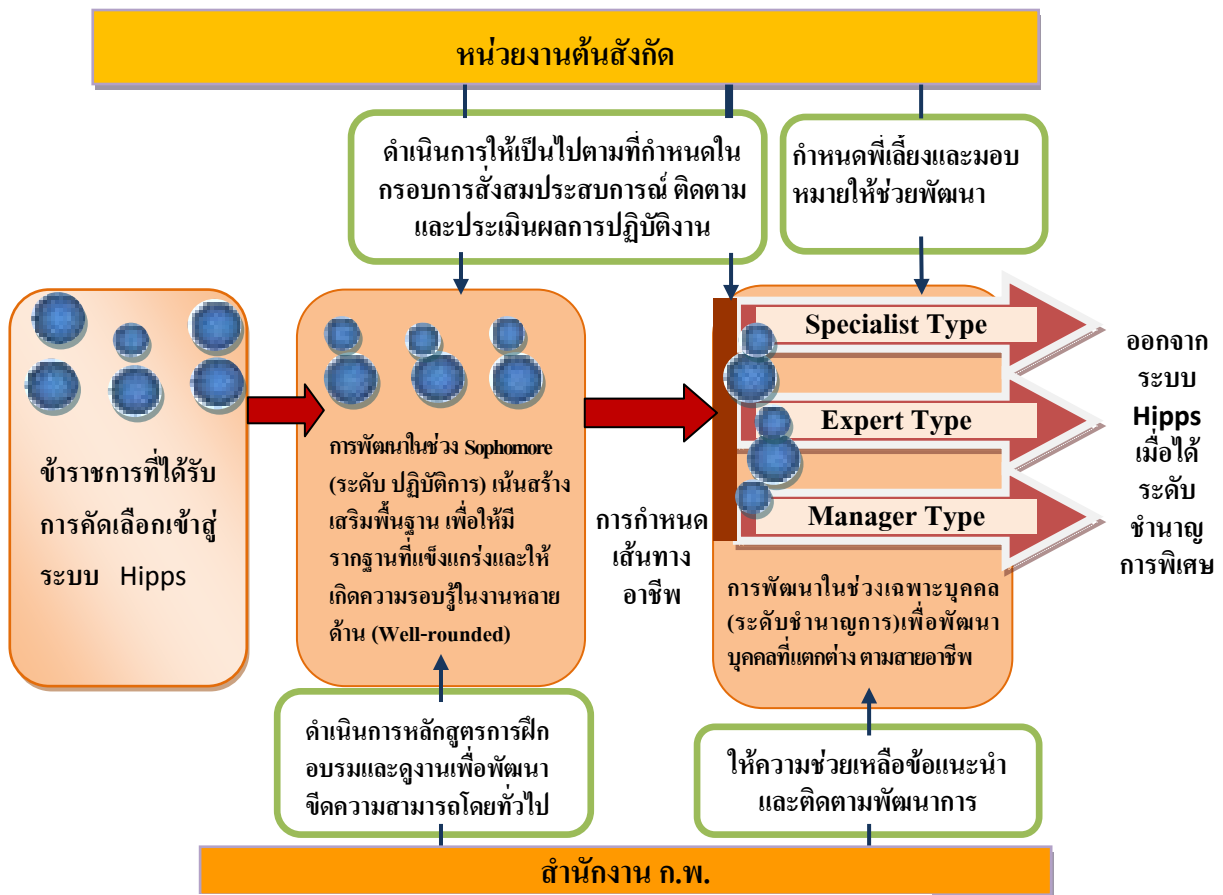 หน่วยงานต้นสังกัด
ดำเนินการให้เป็นไปตามที่กำหนดใน
กรอบการสั่งสมประสบการณ์ ติดตาม
และประเมินผลการปฏิบัติงาน
กำหนดพี่เลี้ยงและมอบ
หมายให้ช่วยพัฒนา
ข้าราชการที่ได้รับ
การคัดเลือกเข้าสู่
ระบบ Hipps
การพัฒนาในช่วง Sophomore
(ระดับ ปฏิบัติการ) เน้นสร้าง
เสริมพื้นฐาน เพื่อให้มี
รากฐานที่แข็งแกร่งและให้
เกิดความรอบรู้ในงานหลาย
ด้าน (Well-rounded)
การกำหนด
เส้นทาง
อาชีพ
Specialist Type
Expert Type
Manager Type
การพัฒนาในช่วงเฉพาะบุคคล
(ระดับชำนาญการ)เพื่อพัฒนา
บุคคลที่แตกต่าง ตามสายอาชีพ
ออกจาก
ระบบ
Hipps
เมื่อได้
ระดับ
ชำนาญ
การพิเศษ
ดำเนินการหลักสูตรการฝึก
อบรมและดูงานเพื่อพัฒนา
ขีดความสามารถโดยทั่วไป
ให้ความช่วยเหลือข้อแนะนำ
และติดตามพัฒนาการ
สำนักงาน ก.พ.